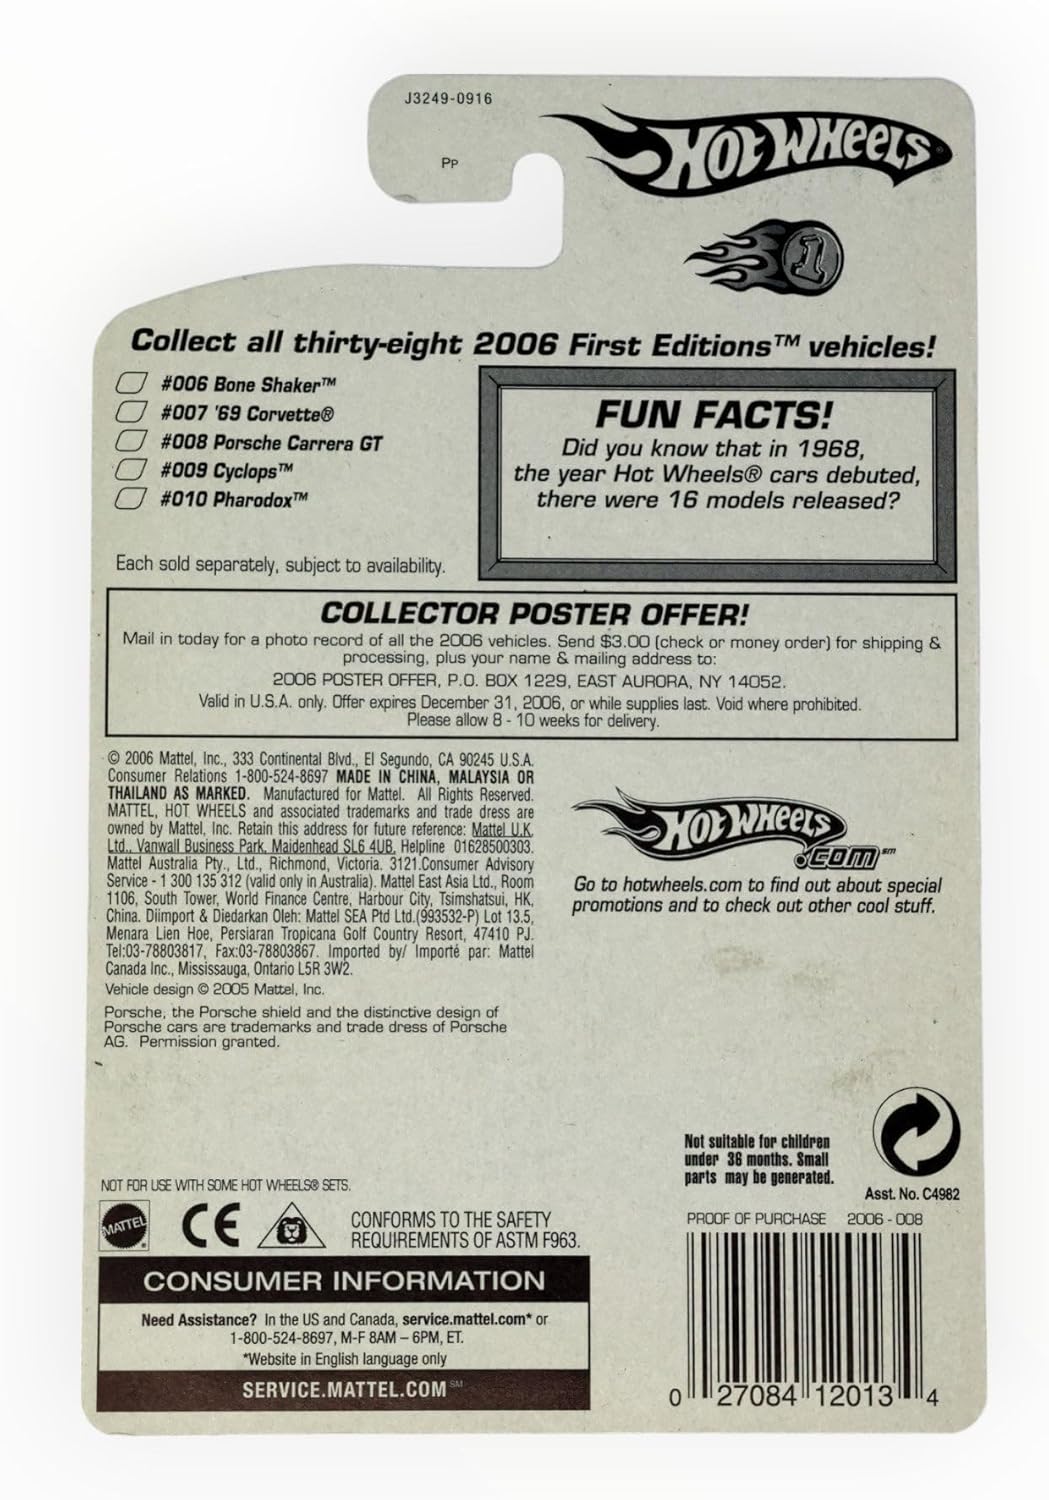 J3249-0916
Pp
HOT WHEELS®
1
Collect all thirty-eight 2006 First Editions™ vehicles!
#006 Bone Shaker™
#007 '69 Corvette®
#008 Porsche Carrera GT
#009 Cyclops™
#010 Pharodox™
Each sold separately, subject to availability.
FUN FACTS!
Did you know that in 1968,
the year Hot Wheels® cars debuted,
there were 16 models released?
COLLECTOR POSTER OFFER!
Mail in today for a photo record of all the 2006 vehicles. Send $3.00 (check or money order) for shipping &
processing, plus your name & mailing address to:
2006 POSTER OFFER, P.O. BOX 1229, EAST AURORA, NY 14052.
Valid in U.S.A. only. Offer expires December 31, 2006, or while supplies last. Void where prohibited.
Please allow 8 - 10 weeks for delivery.
© 2006 Mattel, Inc., 333 Continental Blvd., El Segundo, CA 90245 U.S.A.
Consumer Relations 1-800-524-8697 MADE IN CHINA, MALAYSIA OR
THAILAND AS MARKED. Manufactured for Mattel. All Rights Reserved.
MATTEL, HOT WHEELS and associated trademarks and trade dress are
owned by Mattel, Inc. Retain this address for future reference: Mattel U.K.
Ltd., Vanwall Business Park, Maidenhead SL6 4UB, Helpline 01628500303.
Mattel Australia Pty., Ltd., Richmond, Victoria. 3121.Consumer Advisory
Service - 1 300 135 312 (valid only in Australia). Mattel East Asia Ltd., Room
1106, South Tower, World Finance Centre, Harbour City, Tsimshatsui, HK,
China. Diimport & Diedarkan Oleh: Mattel SEA Ptd Ltd.(993532-P) Lot 13.5,
Menara Lien Hoe, Persiaran Tropicana Golf Country Resort, 47410 PJ.
Tel:03-78803817, Fax:03-78803867. Imported by/ Importé par: Mattel
Canada Inc., Mississauga, Ontario L5R 3W2.
Vehicle design © 2005 Mattel, Inc.
Porsche, the Porsche shield and the distinctive design of
Porsche cars are trademarks and trade dress of Porsche
AG. Permission granted.
HOT WHEELS
.COM℠
Go to hotwheels.com to find out about special
promotions and to check out other cool stuff.
Not suitable for children
under 36 months. Small
parts may be generated.
Asst. No. C4982
NOT FOR USE WITH SOME HOT WHEELS® SETS.
MATTEL®
CE
CONFORMS TO THE SAFETY
REQUIREMENTS OF ASTM F963.
CONSUMER INFORMATION
Need Assistance? In the US and Canada, service.mattel.com* or
1-800-524-8697, M-F 8AM – 6PM, ET.
*Website in English language only
SERVICE.MATTEL.COM℠
PROOF OF PURCHASE 2006 - 008
0 27084 12013 4